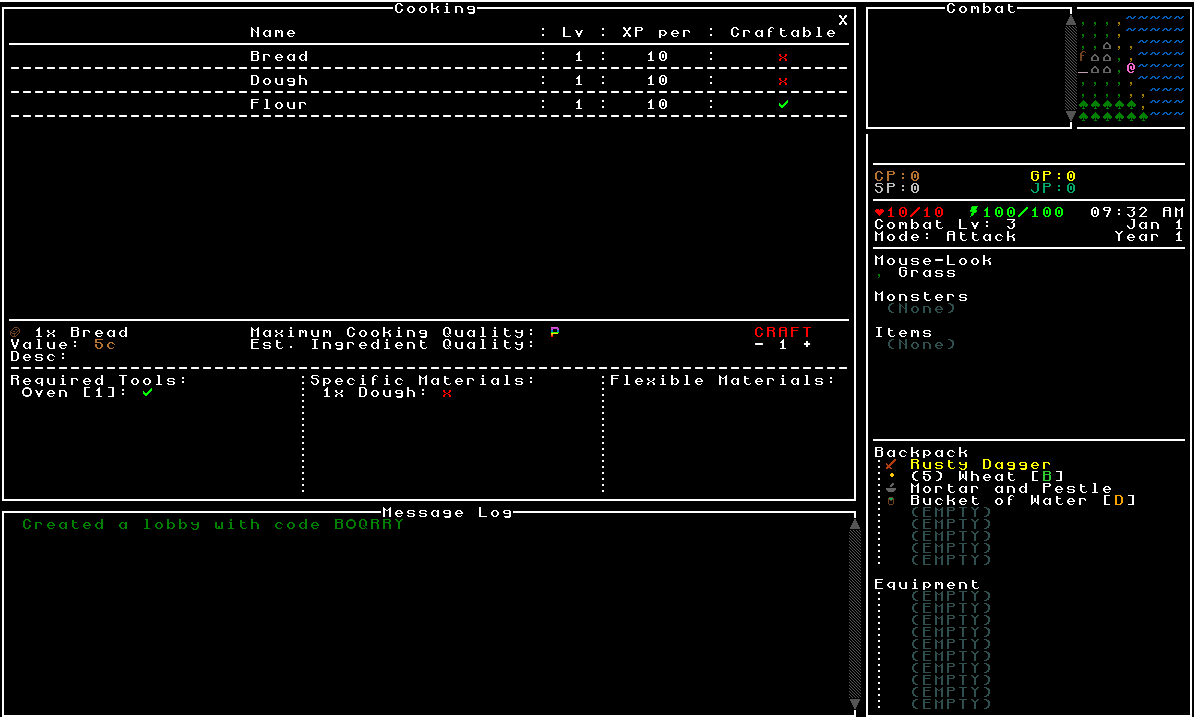 Cooking
X
Name : Lv : XP per : Craftable
Bread : 1 : 10 : x
Dough : 1 : 10 : x
Flour : 1 : 10 : ✓
1x Bread
Value: 5c
Desc:
Maximum Cooking Quality: P
Est. Ingredient Quality:
CRAFT
- 1 +
Required Tools:
Oven [1]: ✓
Specific Materials:
1x Dough: x
Flexible Materials:
Message Log
Created a lobby with code BOQRRY
Combat
CP:0 GP:0
SP:0 JP:0
♥10/10 100/100 09:32 AM
Combat Lv: 3 Jan 1
Mode: Attack Year 1
Mouse-Look
, Grass
Monsters
(None)
Items
(None)
Backpack
Rusty Dagger
(5) Wheat [B]
Mortar and Pestle
Bucket of Water [D]
(EMPTY)
(EMPTY)
(EMPTY)
(EMPTY)
(EMPTY)
Equipment
(EMPTY)
(EMPTY)
(EMPTY)
(EMPTY)
(EMPTY)
(EMPTY)
(EMPTY)
(EMPTY)
(EMPTY)
(EMPTY)